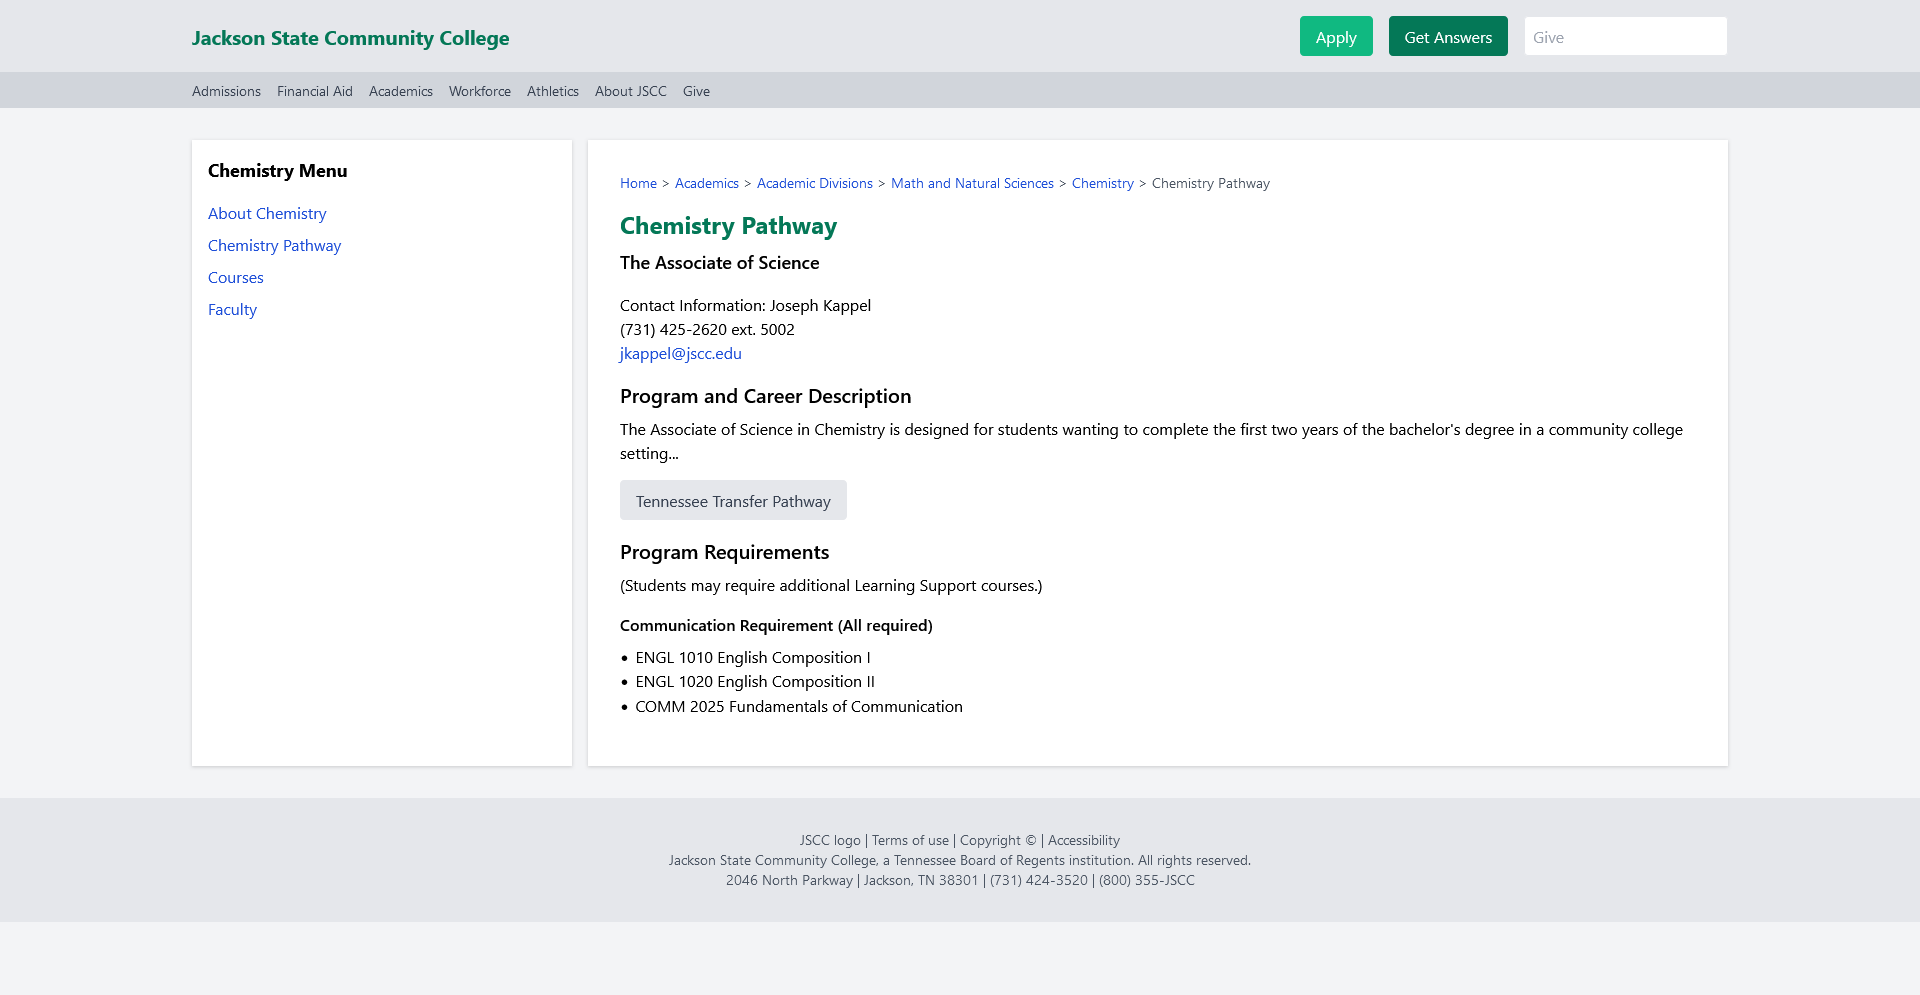 Jackson State Community College
Apply
Get Answers
Give
Admissions Financial Aid Academics Workforce Athletics About JSCC Give
Chemistry Menu
About Chemistry
Chemistry Pathway
Courses
Faculty
Home > Academics > Academic Divisions > Math and Natural Sciences > Chemistry > Chemistry Pathway
Chemistry Pathway
The Associate of Science
Contact Information: Joseph Kappel
(731) 425-2620 ext. 5002
jkappel@jscc.edu
Program and Career Description
The Associate of Science in Chemistry is designed for students wanting to complete the first two years of the bachelor's degree in a community college
setting...
Tennessee Transfer Pathway
Program Requirements
(Students may require additional Learning Support courses.)
Communication Requirement (All required)
• ENGL 1010 English Composition I
• ENGL 1020 English Composition II
• COMM 2025 Fundamentals of Communication
JSCC logo | Terms of use | Copyright © | Accessibility
Jackson State Community College, a Tennessee Board of Regents institution. All rights reserved.
2046 North Parkway | Jackson, TN 38301 | (731) 424-3520 | (800) 355-JSCC